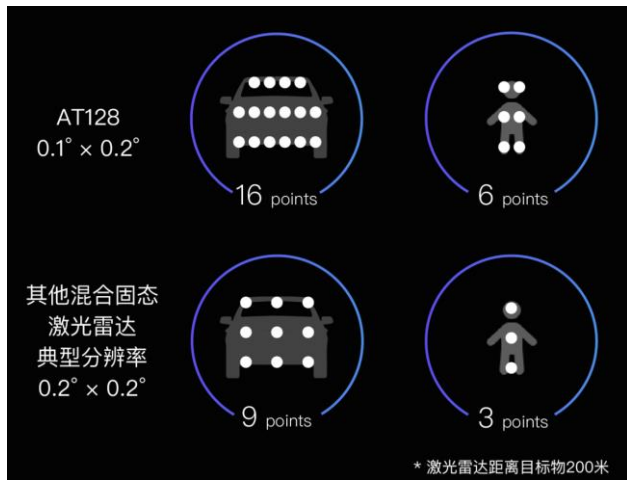 AT128
0.1° × 0.2°
16 points
6 points
其他混合固态
激光雷达
典型分辨率
0.2° × 0.2°
9 points
3 points
* 激光雷达距离目标物200米